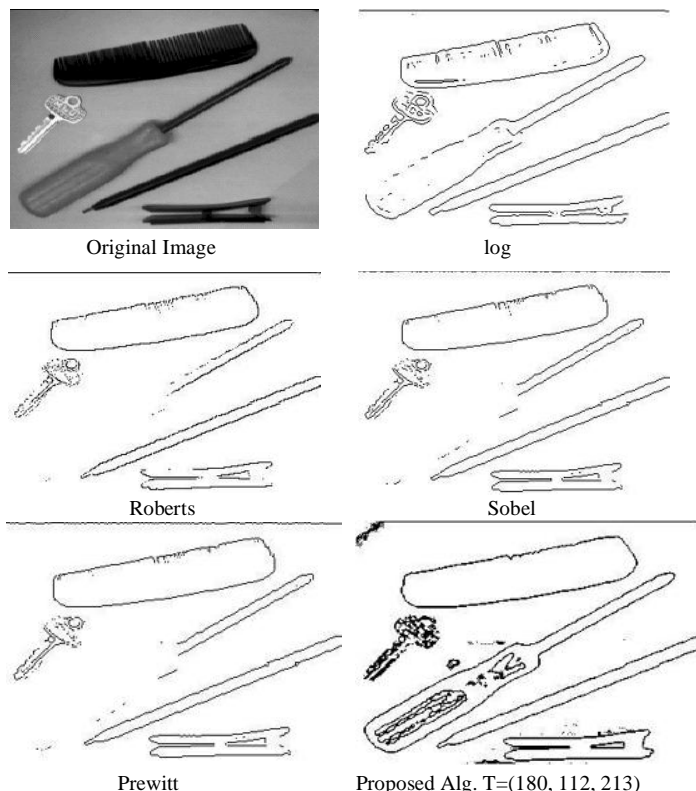 Original Image
log
Roberts
Sobel
Prewitt
Proposed Alg. T=(180, 112, 213)